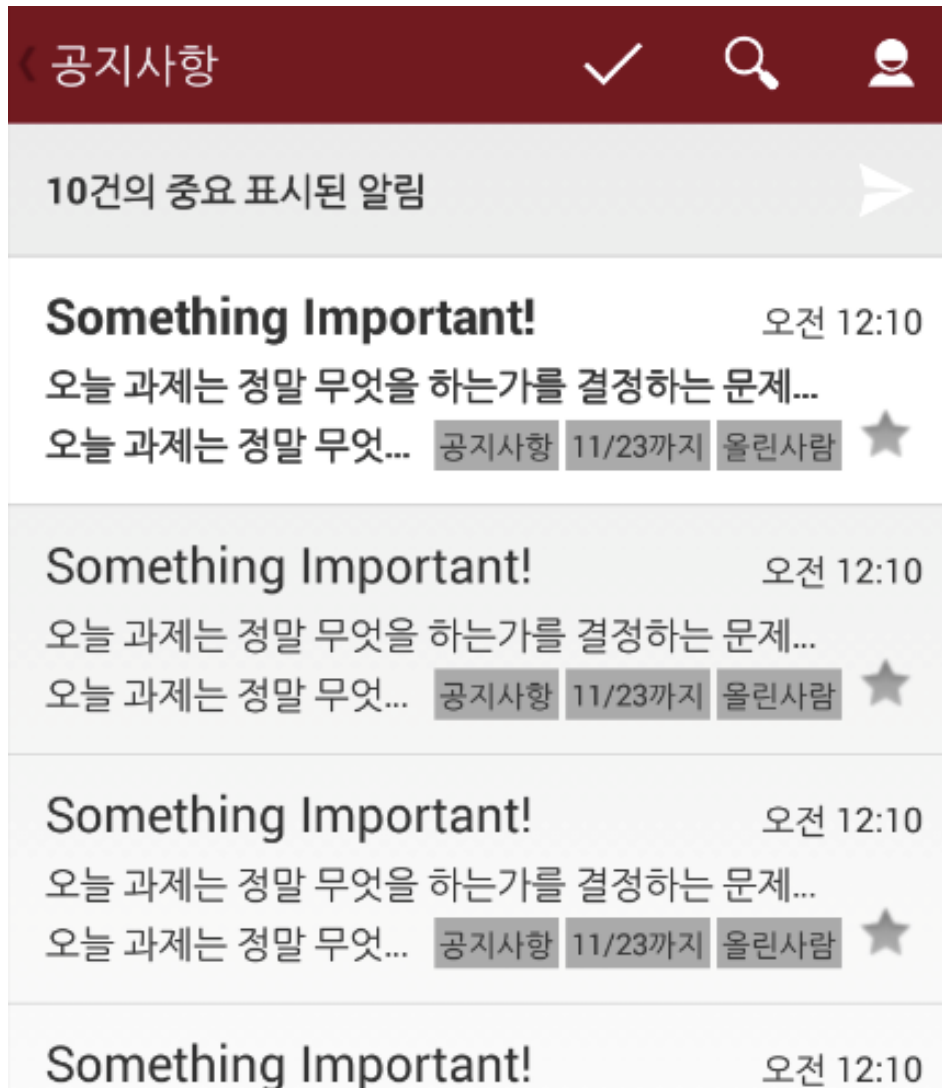 공지사항
10건의 중요 표시된 알림
Something Important! 오전 12:10
오늘 과제는 정말 무엇을 하는가를 결정하는 문제...
오늘 과제는 정말 무엇... 공지사항 11/23까지 올린사람
Something Important! 오전 12:10
오늘 과제는 정말 무엇을 하는가를 결정하는 문제...
오늘 과제는 정말 무엇... 공지사항 11/23까지 올린사람
Something Important! 오전 12:10
오늘 과제는 정말 무엇을 하는가를 결정하는 문제...
오늘 과제는 정말 무엇... 공지사항 11/23까지 올린사람
Something Important! 오전 12:10